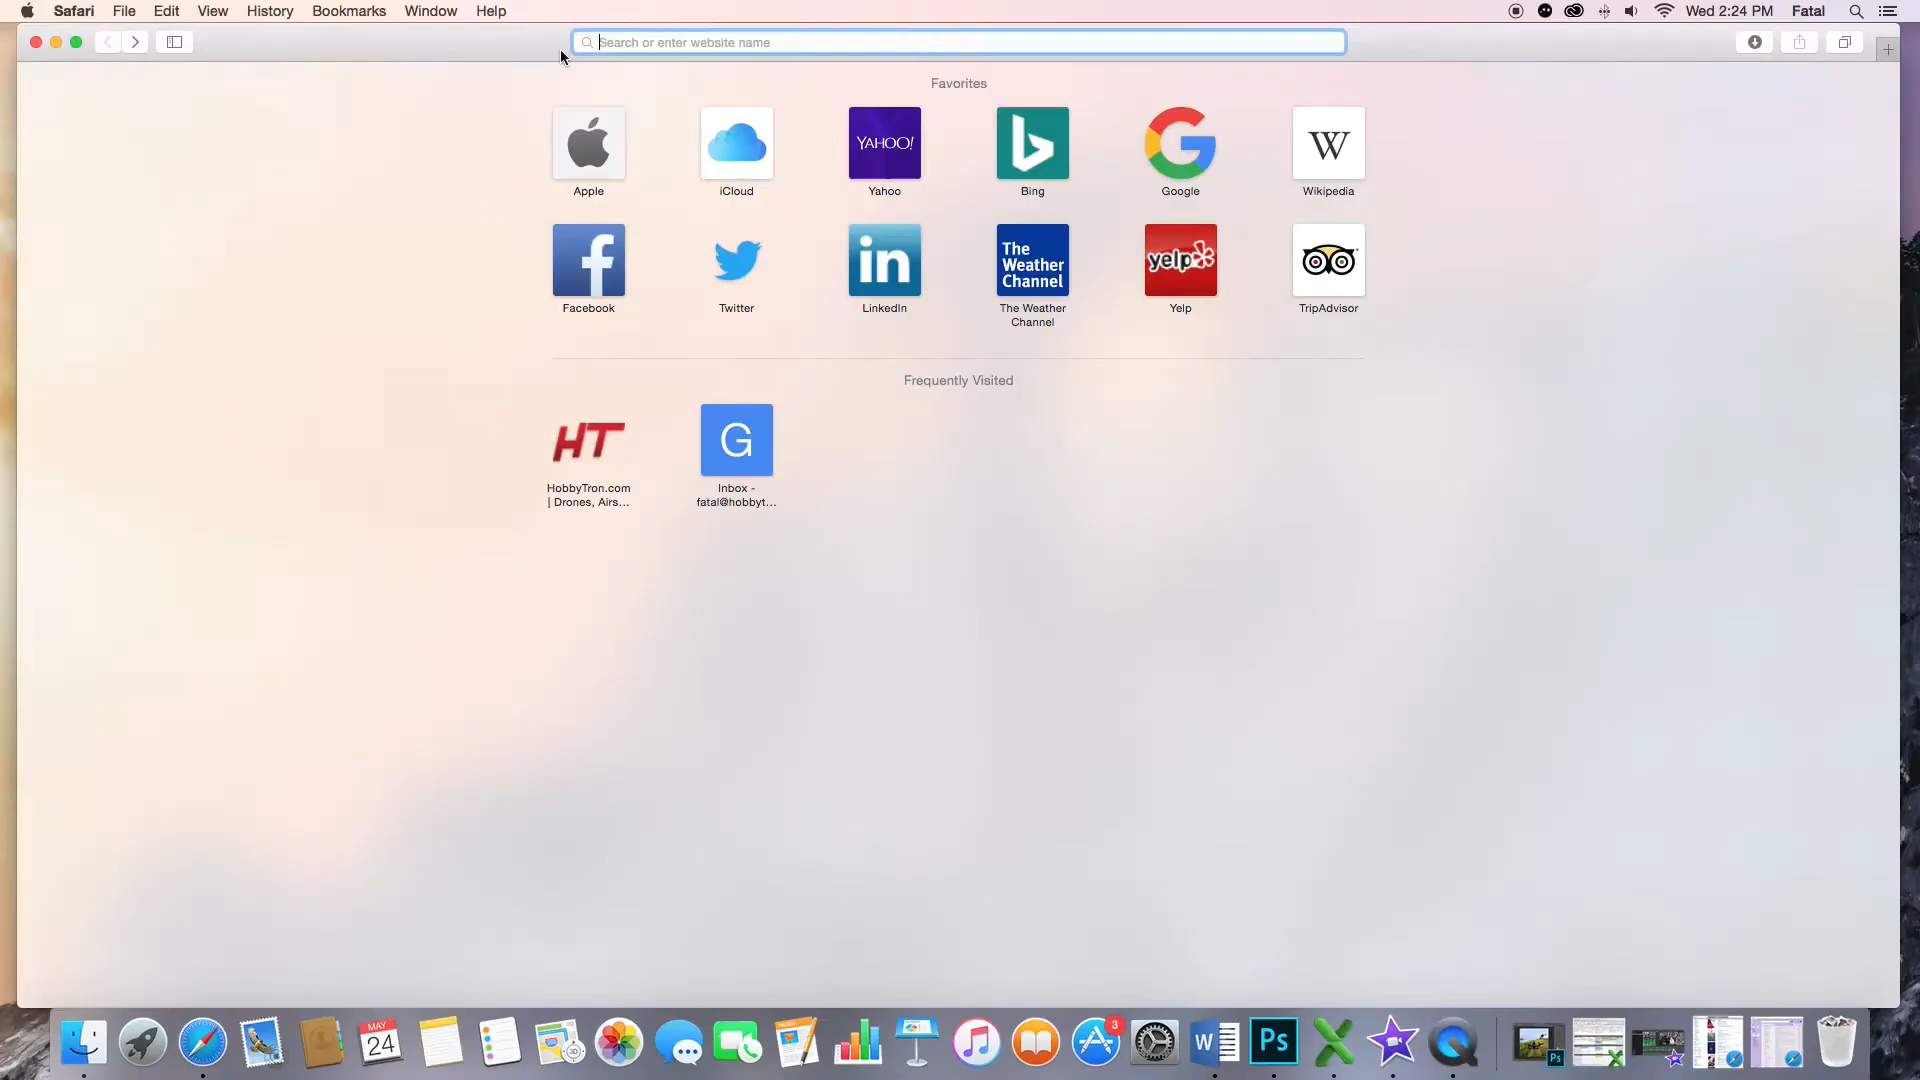 Safari File Edit View History Bookmarks Window Help
Wed 2:24 PM Fatal
Search or enter website name
Favorites
YAHOO!
W
Apple iCloud Yahoo Bing Google Wikipedia
f
in
The
Weather
Channel
yelp
Facebook Twitter LinkedIn The Weather
Channel Yelp TripAdvisor
Frequently Visited
HT
G
HobbyTron.com
| Drones, Airs...
Inbox -
fatal@hobbyt...
MAY
24
3
W
Ps
Ps